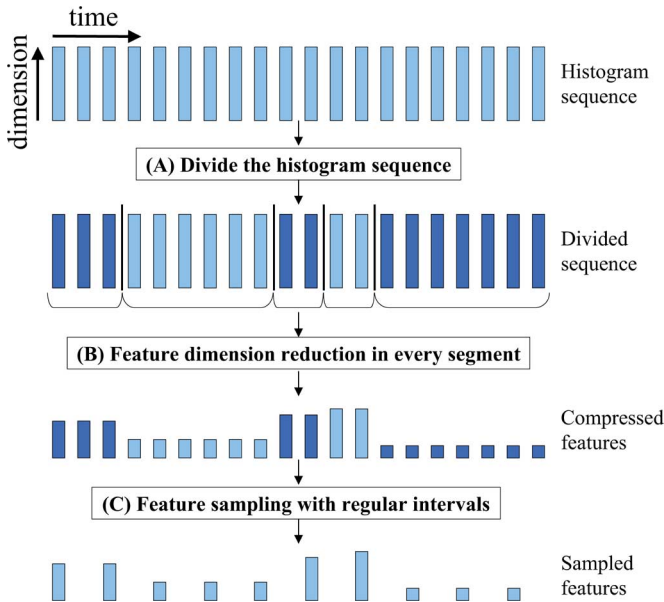 time
dimension
Histogram
sequence
(A) Divide the histogram sequence
Divided
sequence
(B) Feature dimension reduction in every segment
Compressed
features
(C) Feature sampling with regular intervals
Sampled
features